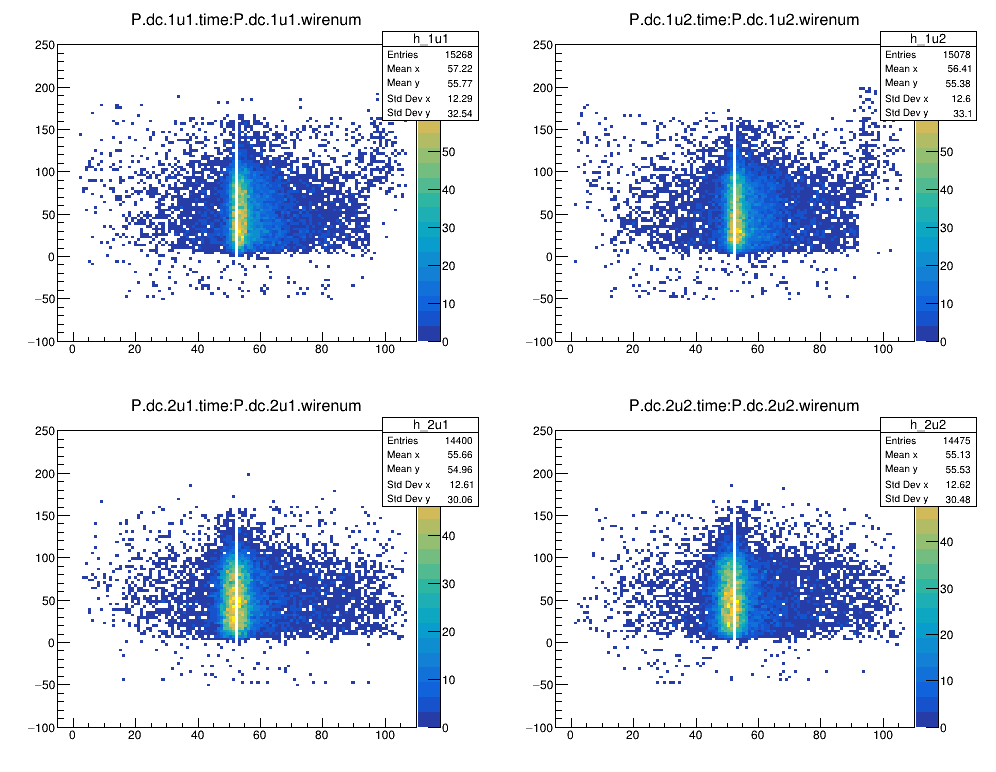 P.dc.1u1.time:P.dc.1u1.wirenum
h_1u1
Entries 15268
Mean x 57.22
Mean y 55.77
Std Dev x 12.29
Std Dev y 32.54
250
200
150
100
50
0
−50
−100
0 20 40 60 80 100
50
40
30
20
10
0
P.dc.1u2.time:P.dc.1u2.wirenum
h_1u2
Entries 15078
Mean x 56.41
Mean y 55.38
Std Dev x 12.6
Std Dev y 33.1
250
200
150
100
50
0
−50
−100
0 20 40 60 80 100
50
40
30
20
10
0
P.dc.2u1.time:P.dc.2u1.wirenum
h_2u1
Entries 14400
Mean x 55.66
Mean y 54.96
Std Dev x 12.61
Std Dev y 30.06
250
200
150
100
50
0
−50
−100
0 20 40 60 80 100
40
30
20
10
0
P.dc.2u2.time:P.dc.2u2.wirenum
h_2u2
Entries 14475
Mean x 55.13
Mean y 55.53
Std Dev x 12.62
Std Dev y 30.48
250
200
150
100
50
0
−50
−100
0 20 40 60 80 100
40
30
20
10
0